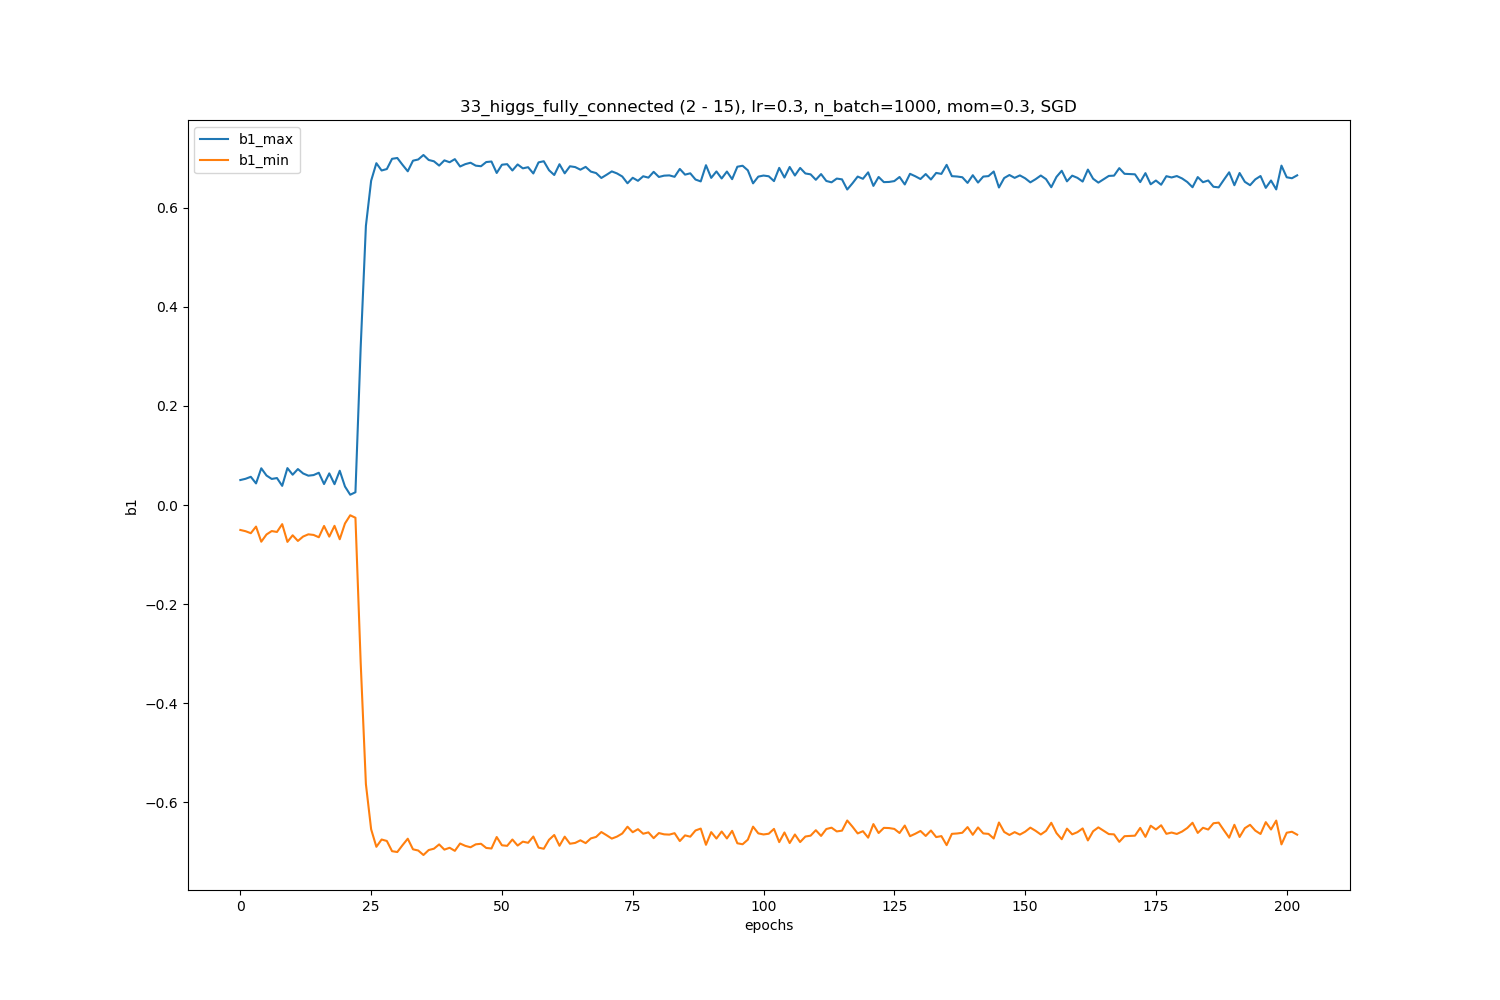 33_higgs_fully_connected (2 - 15), lr=0.3, n_batch=1000, mom=0.3, SGD
b1_max
b1_min
0.6
0.4
0.2
0.0
−0.2
−0.4
−0.6
b1
0 25 50 75 100 125 150 175 200
epochs